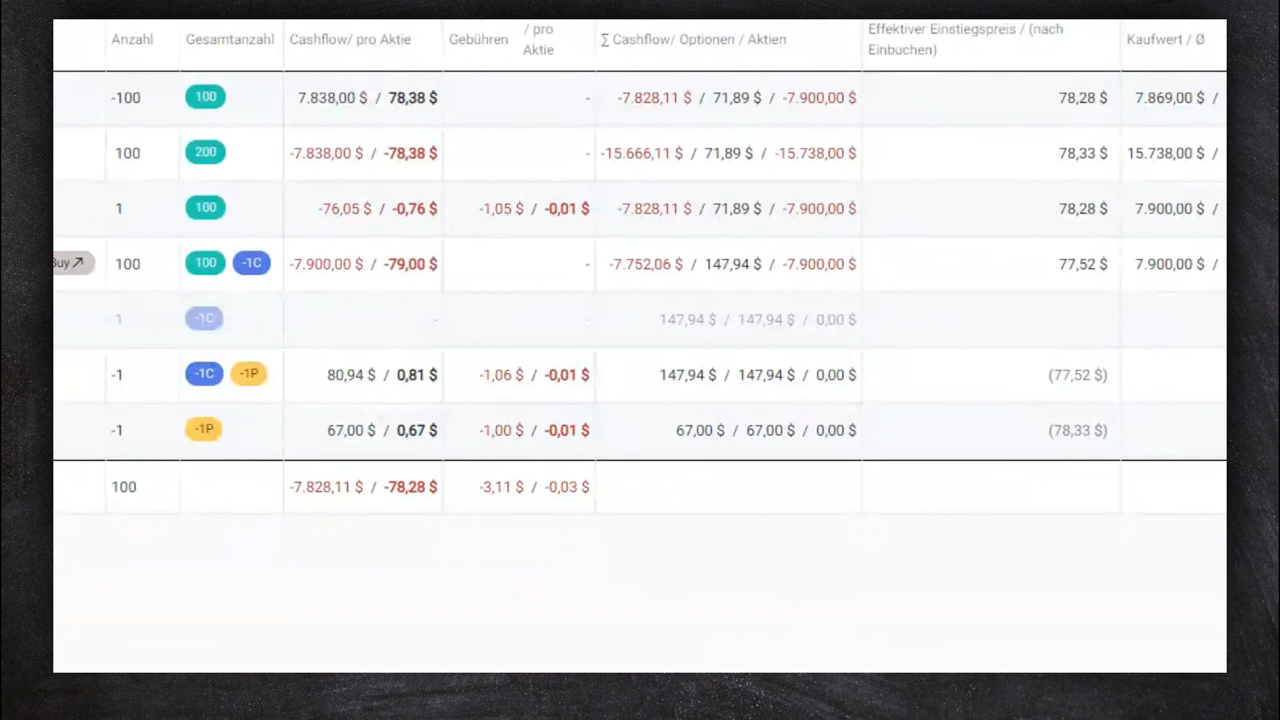 Anzahl Gesamtanzahl Cashflow/ pro Aktie Gebühren / pro Aktie ∑ Cashflow/ Optionen / Aktien Effektiver Einstiegspreis / (nach Einbuchen) Kaufwert / Ø
-100 100 7.838,00 $ / 78,38 $ - -7.828,11 $ / 71,89 $ / -7.900,00 $ 78,28 $ 7.869,00 $ /
100 200 -7.838,00 $ / -78,38 $ - -15.666,11 $ / 71,89 $ / -15.738,00 $ 78,33 $ 15.738,00 $ /
1 100 -76,05 $ / -0,76 $ -1,05 $ / -0,01 $ -7.828,11 $ / 71,89 $ / -7.900,00 $ 78,28 $ 7.900,00 $ /
Buy 100 100 -1C -7.900,00 $ / -79,00 $ - -7.752,06 $ / 147,94 $ / -7.900,00 $ 77,52 $ 7.900,00 $ /
1 -1C - - 147,94 $ / 147,94 $ / 0,00 $
-1 -1C -1P 80,94 $ / 0,81 $ -1,06 $ / -0,01 $ 147,94 $ / 147,94 $ / 0,00 $ (77,52 $)
-1 -1P 67,00 $ / 0,67 $ -1,00 $ / -0,01 $ 67,00 $ / 67,00 $ / 0,00 $ (78,33 $)
100 -7.828,11 $ / -78,28 $ -3,11 $ / -0,03 $